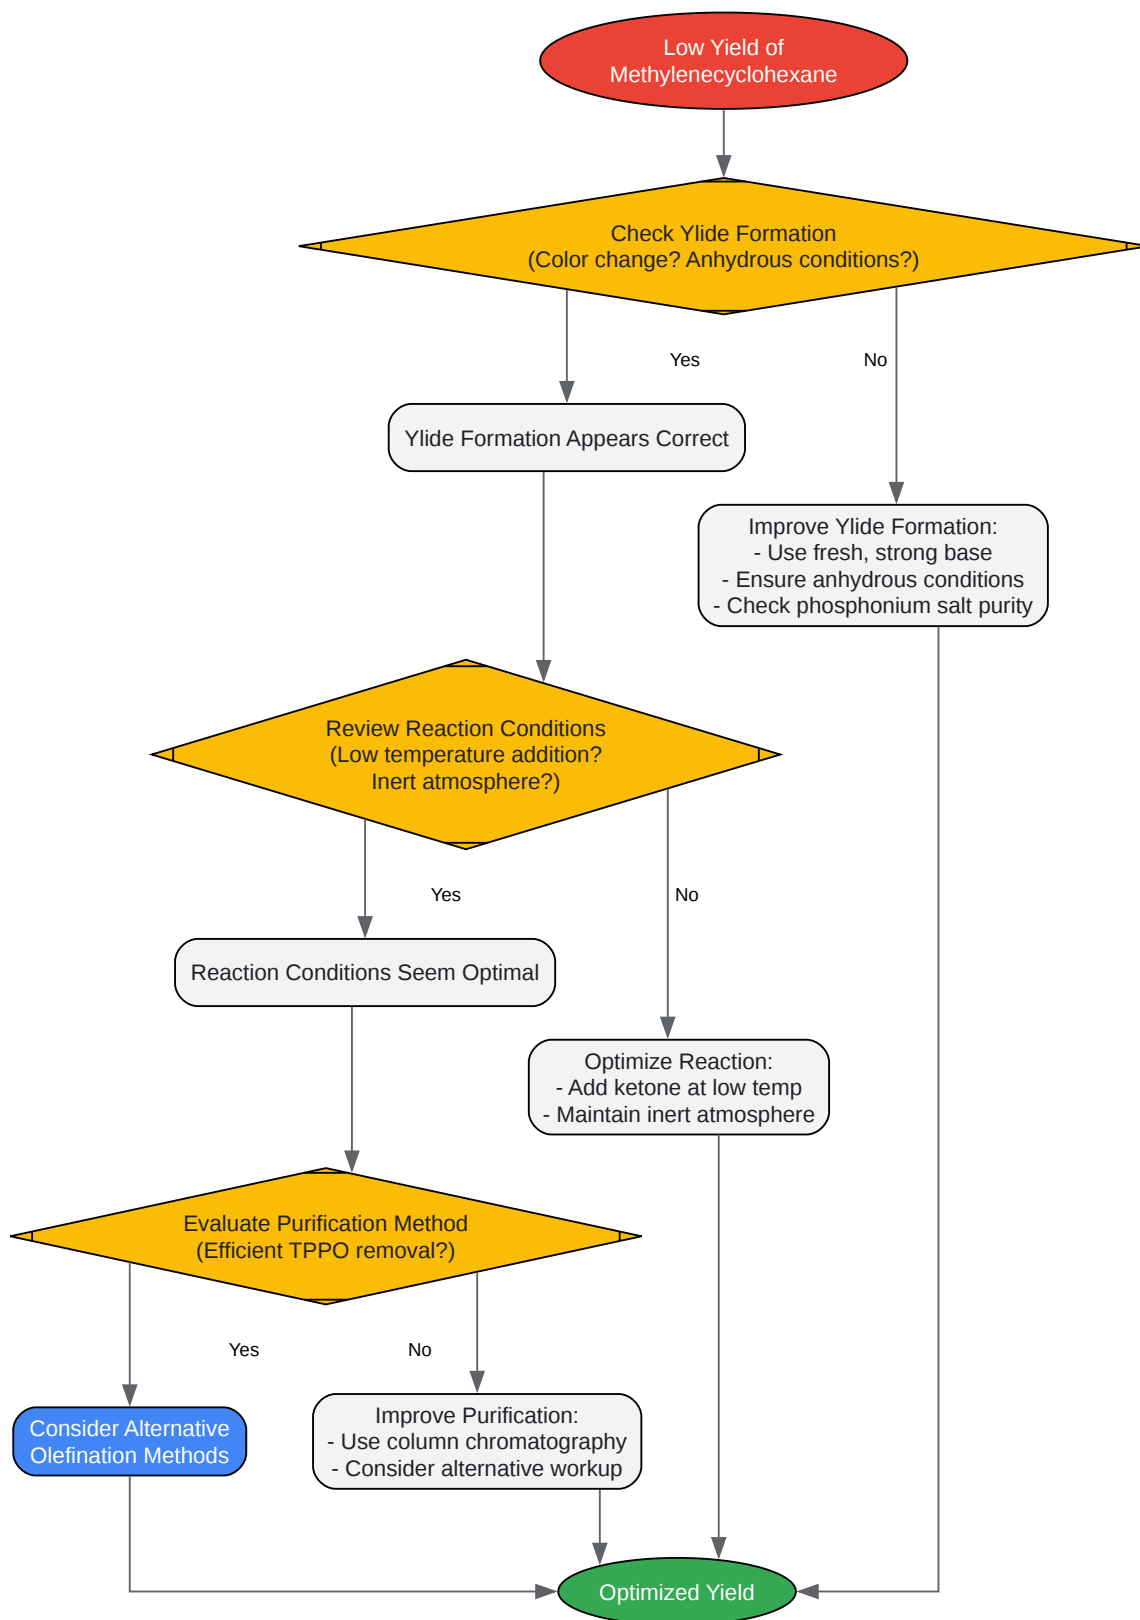 Low Yield of
Methylenecyclohexane
Check Ylide Formation
(Color change? Anhydrous conditions?)
Yes
No
Ylide Formation Appears Correct
Improve Ylide Formation:
- Use fresh, strong base
- Ensure anhydrous conditions
- Check phosphonium salt purity
Review Reaction Conditions
(Low temperature addition?
Inert atmosphere?)
Yes
No
Reaction Conditions Seem Optimal
Optimize Reaction:
- Add ketone at low temp
- Maintain inert atmosphere
Evaluate Purification Method
(Efficient TPPO removal?)
Yes
No
Consider Alternative
Olefination Methods
Improve Purification:
- Use column chromatography
- Consider alternative workup
Optimized Yield